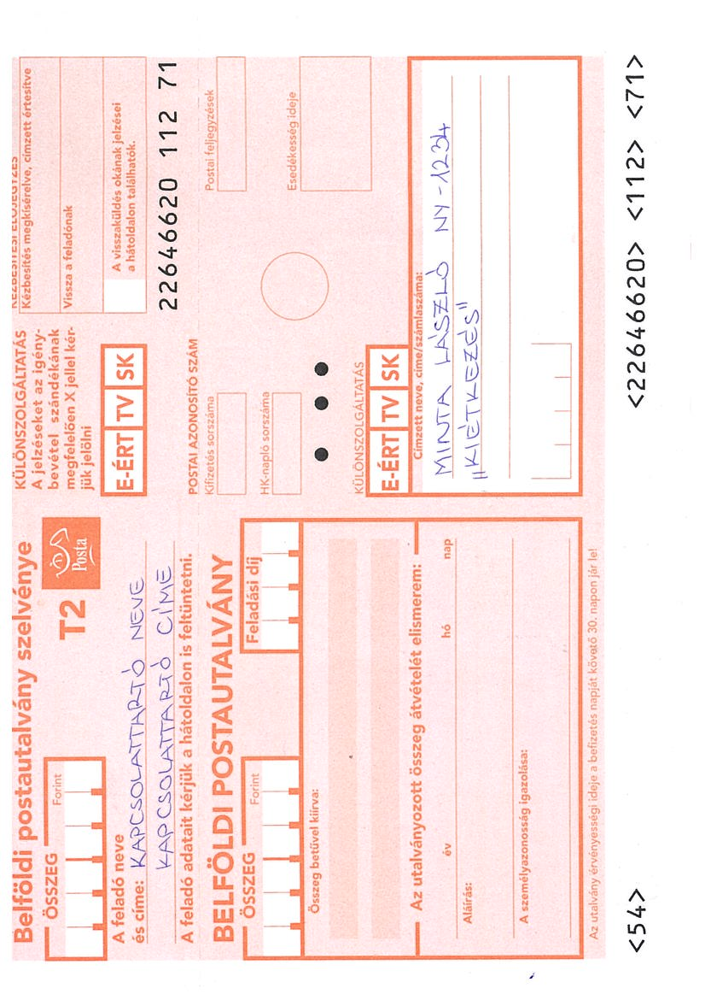 Belföldi postautalvány szelvénye
ÖSSZEG
Forint
T2
Posta
A feladó neve
és címe: KAPCSOLATTARTÓ NEVE
KAPCSOLATTARTÓ CÍME
A feladó adatait kérjük a hátoldalon is feltüntetni.
KÜLÖNSZOLGÁLTATÁS
A jelzéseket az igény-
bevétel szándékának
megfelelően X jellel kér-
jük jelölni
E-ÉRT TV SK
KÉZBESÍTÉSI ELŐJEGYZÉS
Kézbesítés megkísérelve, címzett értesítve
Vissza a feladónak
A visszaküldés okának jelzései
a hátoldalon találhatók.
22646620 112 71
BELFÖLDI POSTAUTALVÁNY
ÖSSZEG
Forint
Feladási díj
Összeg betűvel kiírva:
Az utalványozott összeg átvételét elismerem:
év hó nap
Aláírás:
A személyazonosság igazolása:
Az utalvány érvényességi ideje a befizetés napját követő 30. napon jár le!
POSTAI AZONOSÍTÓ SZÁM
Kifizetés sorszáma
HK-napló sorszáma
Postai feljegyzések
Esedékesség ideje
KÜLÖNSZOLGÁLTATÁS
E-ÉRT TV SK
Címzett neve, címe/számlaszáma:
MINTA LÁSZLÓ NY-1234
„KIÉTKEZÉS"
<54> <22646620> <112> <71>